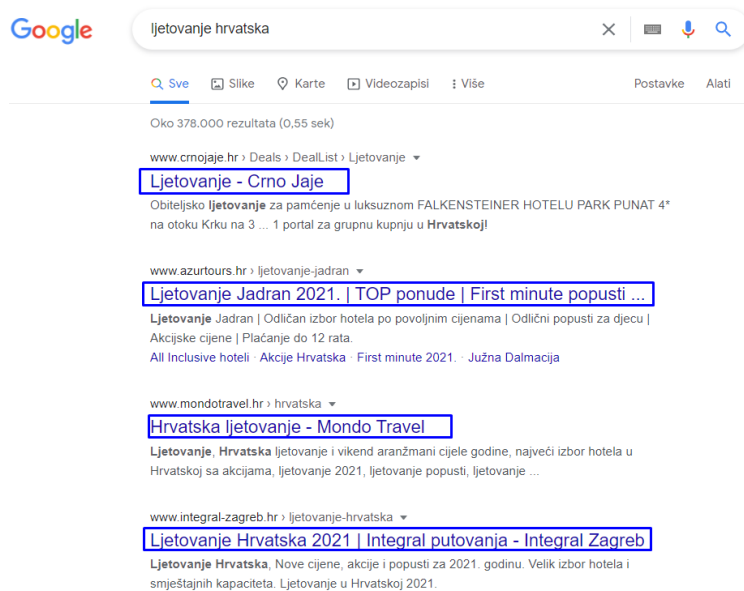 Google
ljetovanje hrvatska
Sve Slike Karte Videozapisi Više Postavke Alati
Oko 378.000 rezultata (0,55 sek)
www.crnojaje.hr › Deals › DealList › Ljetovanje
Ljetovanje - Crno Jaje
Obiteljsko ljetovanje za pamćenje u luksuznom FALKENSTEINER HOTELU PARK PUNAT 4*
na otoku Krku na 3 ... 1 portal za grupnu kupnju u Hrvatskoj!
www.azurtours.hr › ljetovanje-jadran
Ljetovanje Jadran 2021. | TOP ponude | First minute popusti ...
Ljetovanje Jadran | Odličan izbor hotela po povoljnim cijenama | Odlični popusti za djecu |
Akcijske cijene | Plaćanje do 12 rata.
All Inclusive hoteli · Akcije Hrvatska · First minute 2021. · Južna Dalmacija
www.mondotravel.hr › hrvatska
Hrvatska ljetovanje - Mondo Travel
Ljetovanje, Hrvatska ljetovanje i vikend aranžmani cijele godine, najveći izbor hotela u
Hrvatskoj sa akcijama, ljetovanje 2021, ljetovanje popusti, ljetovanje ...
www.integral-zagreb.hr › ljetovanje-hrvatska
Ljetovanje Hrvatska 2021 | Integral putovanja - Integral Zagreb
Ljetovanje Hrvatska, Nove cijene, akcije i popusti za 2021. godinu. Velik izbor hotela i
smještajnih kapaciteta. Ljetovanje u Hrvatskoj 2021.